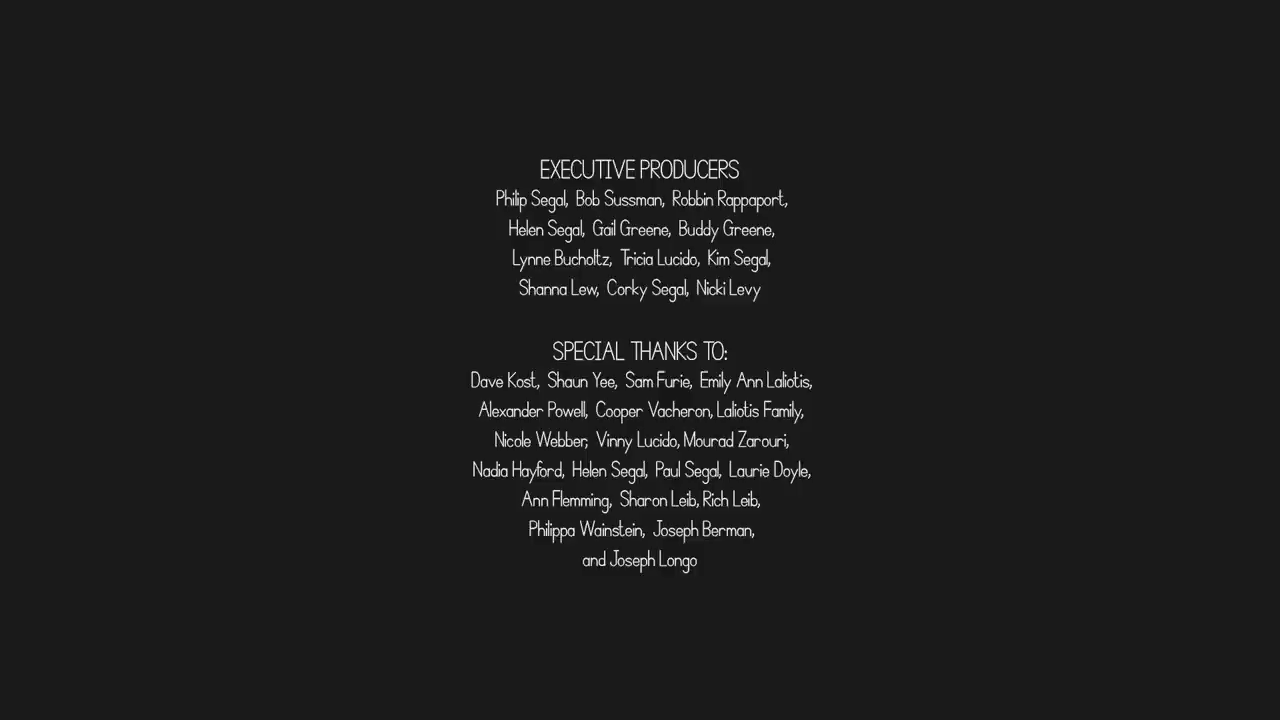 EXECUTIVE PRODUCERS
Philip Segal, Bob Sussman, Robbin Rappaport,
Helen Segal, Gail Greene, Buddy Greene,
Lynne Bucholtz, Tricia Lucido, Kim Segal,
Shanna Lew, Corky Segal, Nicki Levy
SPECIAL THANKS TO:
Dave Kost, Shaun Yee, Sam Furie, Emily Ann Laliotis,
Alexander Powell, Cooper Vacheron, Laliotis Family,
Nicole Webber, Vinny Lucido, Mourad Zarouri,
Nadia Hayford, Helen Segal, Paul Segal, Laurie Doyle,
Ann Flemming, Sharon Leib, Rich Leib,
Philippa Wainstein, Joseph Berman,
and Joseph Longo